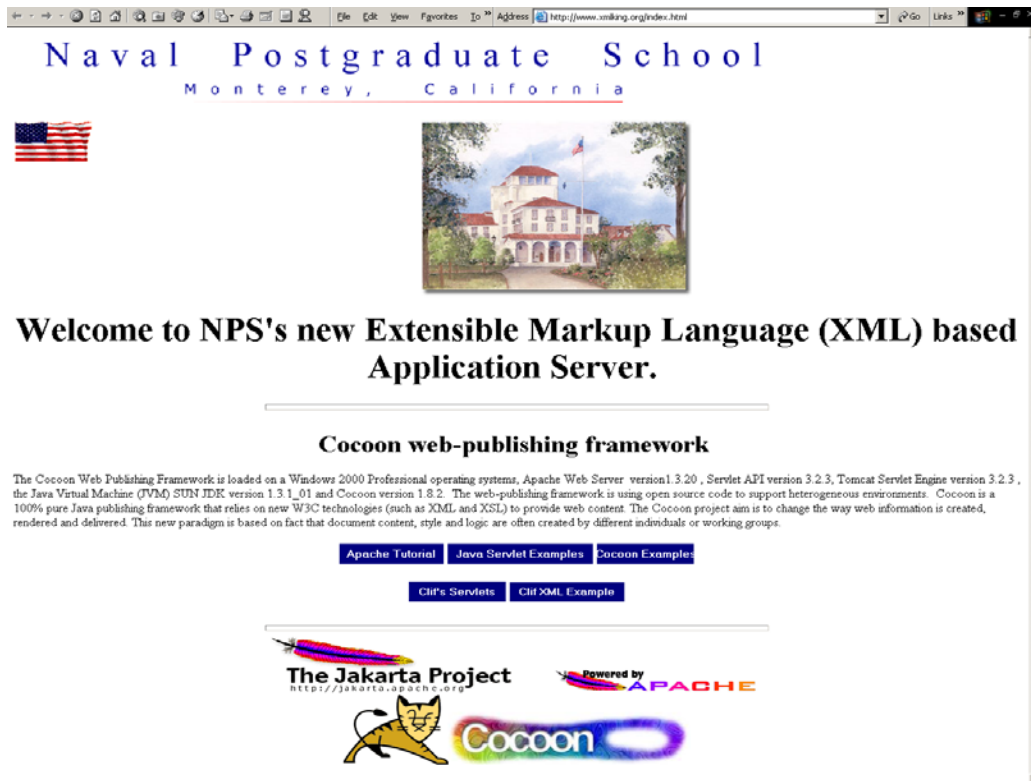 File Edit View Favorites To » Address http://www.xmlking.org/index.html Go Links »
Naval Postgraduate School
Monterey, California
Welcome to NPS's new Extensible Markup Language (XML) based
Application Server.
Cocoon web-publishing framework
The Cocoon Web Publishing Framework is loaded on a Windows 2000 Professional operating systems, Apache Web Server version1.3.20 , Servlet API version 3.2.3, Tomcat Servlet Engine version 3.2.3 ,
the Java Virtual Machine (JVM) SUN JDK version 1.3.1_01 and Cocoon version 1.8.2. The web-publishing framework is using open source code to support heterogeneous environments. Cocoon is a
100% pure Java publishing framework that relies on new W3C technologies (such as XML and XSL) to provide web content. The Cocoon project aim is to change the way web information is created,
rendered and delivered. This new paradigm is based on fact that document content, style and logic are often created by different individuals or working groups.
Apache Tutorial Java Servlet Examples Cocoon Examples
Clif's Servlets Clif XML Example
The Jakarta Project
http://jakarta.apache.org
Powered by
APACHE
Cocoon